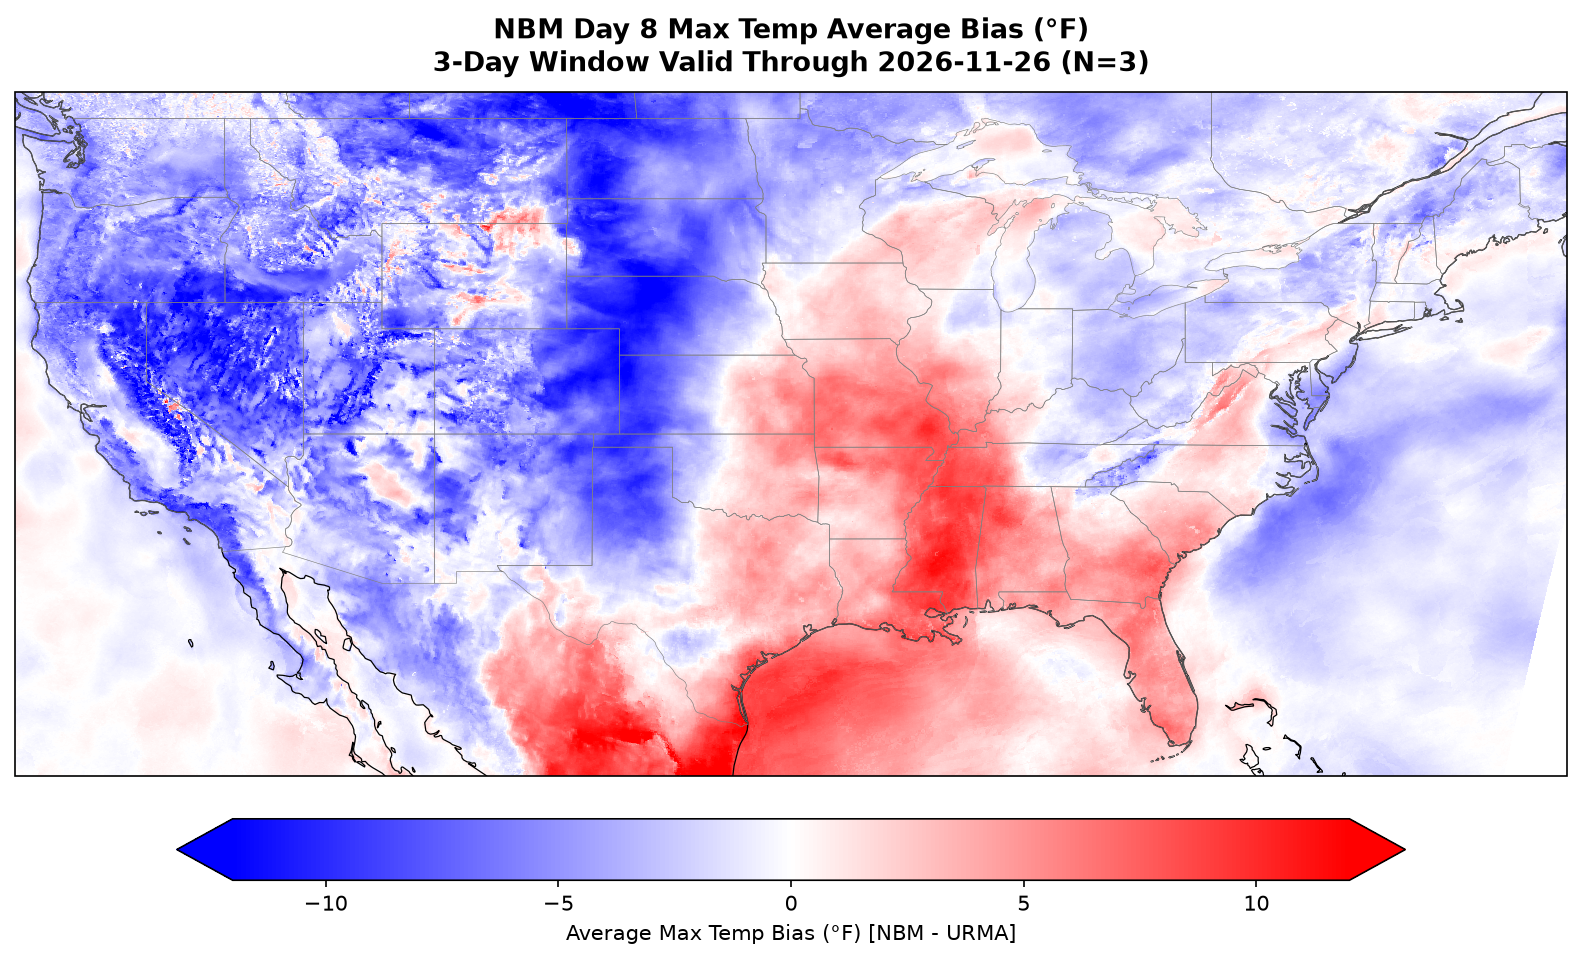 NBM Day 8 Max Temp Average Bias (°F)
3-Day Window Valid Through 2026-11-26 (N=3)
−10 −5 0 5 10
Average Max Temp Bias (°F) [NBM - URMA]